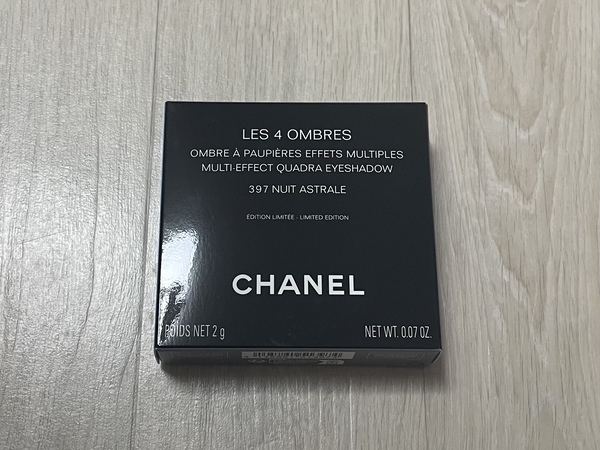 LES 4 OMBRES
OMBRE À PAUPIÈRES EFFETS MULTIPLES
MULTI-EFFECT QUADRA EYESHADOW
397 NUIT ASTRALE
ÉDITION LIMITÉE - LIMITED EDITION
CHANEL
POIDS NET 2 g
NET WT. 0.07 OZ.